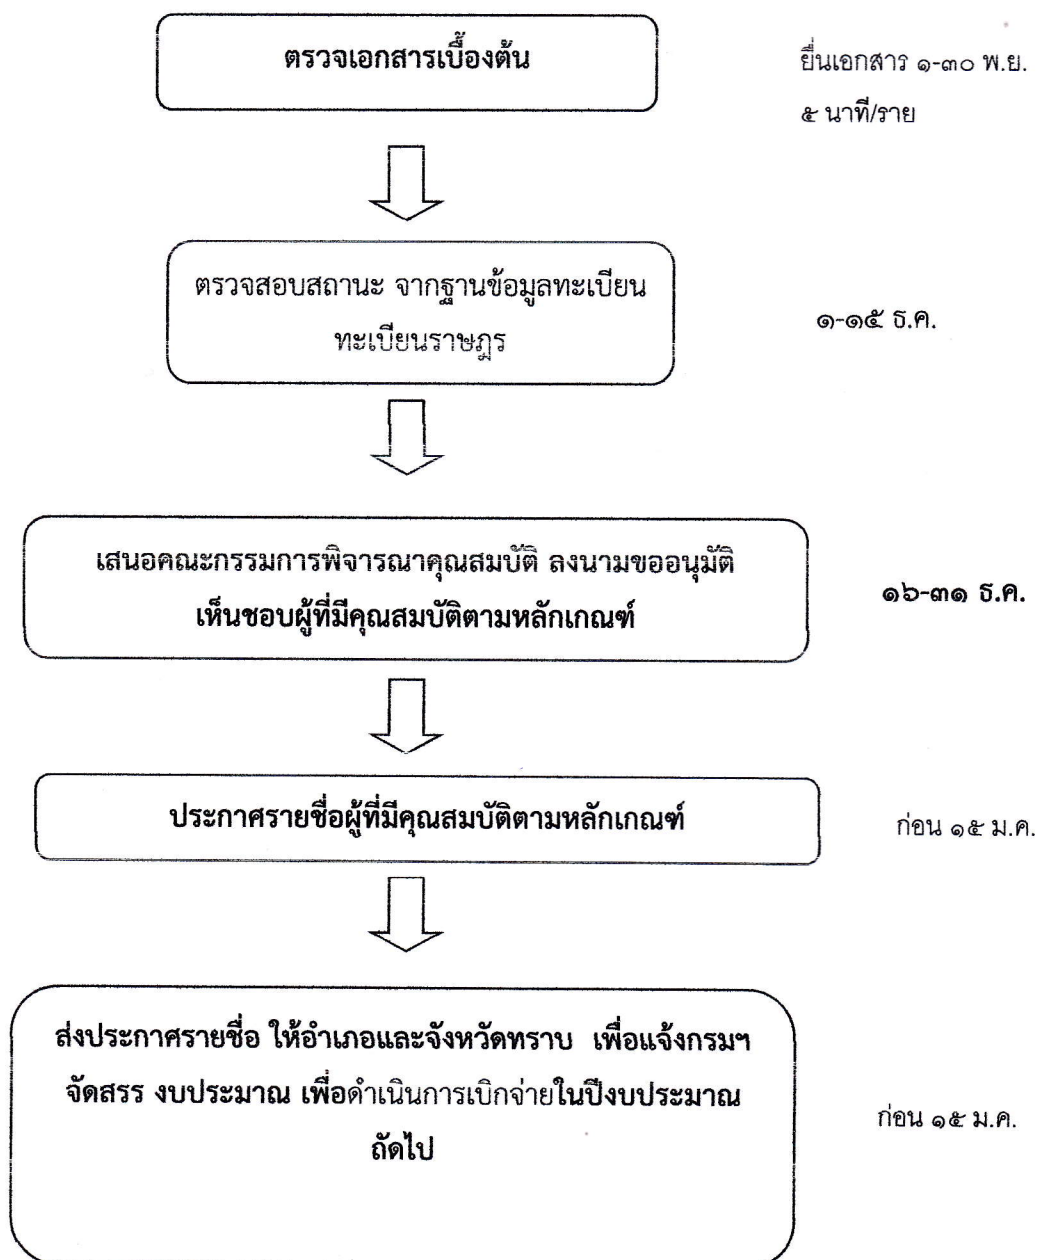 ตรวจเอกสารเบื้องต้น
ยื่นเอกสาร ๑-๓๐ พ.ย.
๕ นาที/ราย
ตรวจสอบสถานะ จากฐานข้อมูลทะเบียน
ทะเบียนราษฎร
๑-๑๕ ธ.ค.
เสนอคณะกรรมการพิจารณาคุณสมบัติ ลงนามขออนุมัติ
เห็นชอบผู้ที่มีคุณสมบัติตามหลักเกณฑ์
๑๖-๓๑ ธ.ค.
ประกาศรายชื่อผู้ที่มีคุณสมบัติตามหลักเกณฑ์
ก่อน ๑๕ ม.ค.
ส่งประกาศรายชื่อ ให้อำเภอและจังหวัดทราบ เพื่อแจ้งกรมฯ
จัดสรร งบประมาณ เพื่อดำเนินการเบิกจ่ายในปีงบประมาณ
ถัดไป
ก่อน ๑๕ ม.ค.